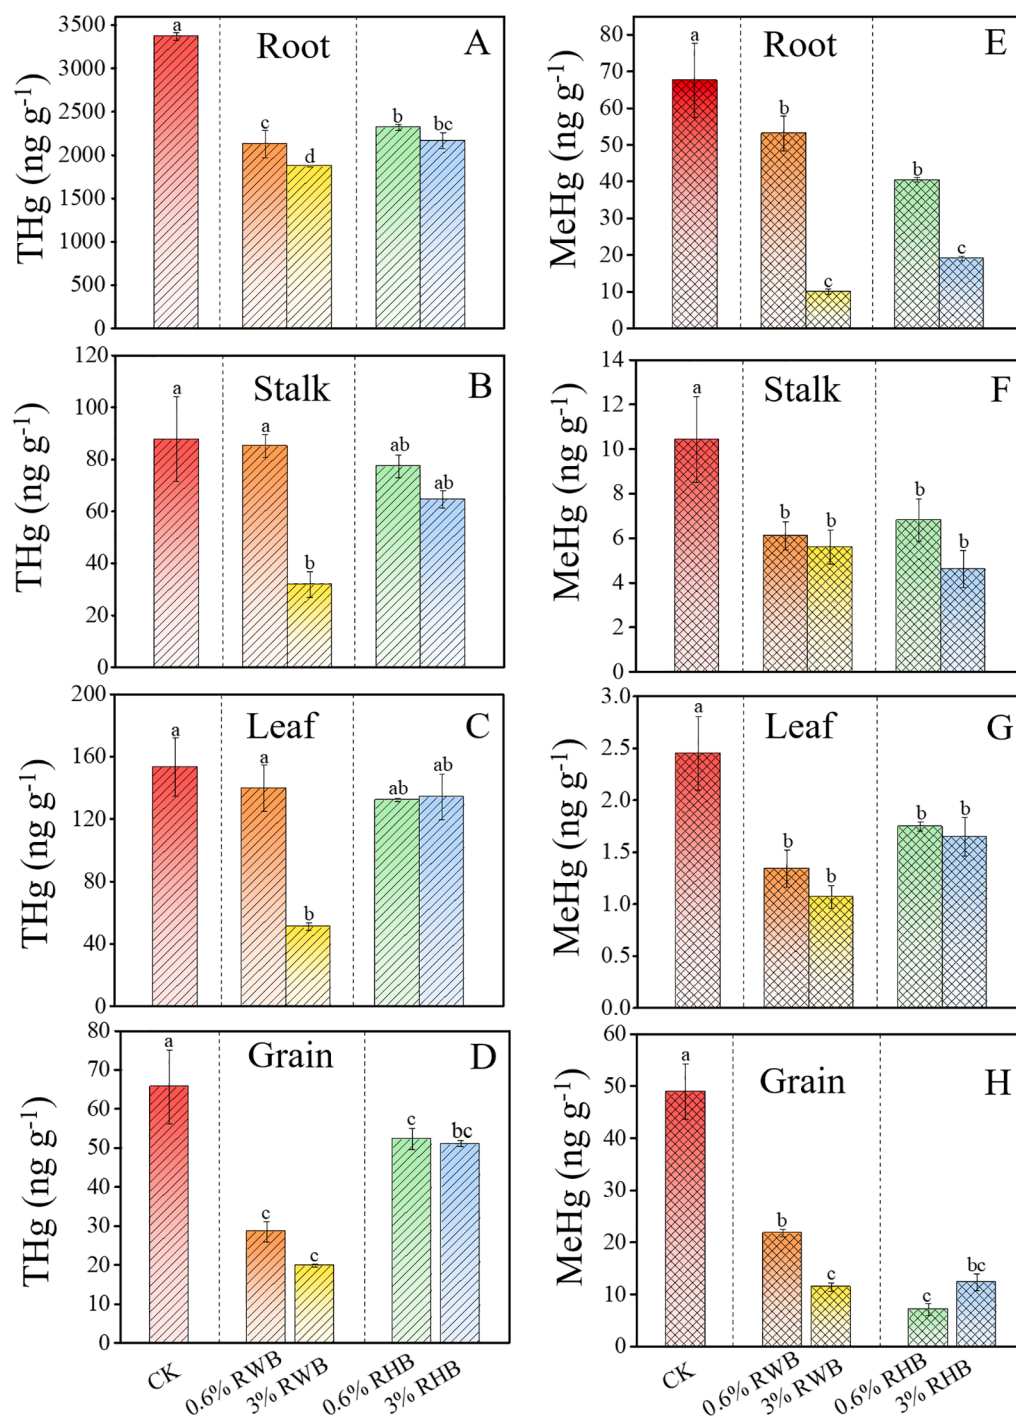 A
Root
THg (ng g⁻¹)
3500
3000
2500
2000
1500
1000
500
0
a
c
d
b
bc
E
Root
MeHg (ng g⁻¹)
80
70
60
50
40
30
20
10
0
a
b
c
b
c
B
Stalk
THg (ng g⁻¹)
120
100
80
60
40
20
0
a
a
b
ab
ab
F
Stalk
MeHg (ng g⁻¹)
14
12
10
8
6
4
2
0
a
b
b
b
b
C
Leaf
THg (ng g⁻¹)
200
160
120
80
40
0
a
a
b
ab
ab
G
Leaf
MeHg (ng g⁻¹)
3.0
2.5
2.0
1.5
1.0
0.5
0.0
a
b
b
b
b
D
Grain
THg (ng g⁻¹)
80
70
60
50
40
30
20
10
0
a
c
c
c
bc
CK
0.6% RWB
3% RWB
0.6% RHB
3% RHB
H
Grain
MeHg (ng g⁻¹)
60
50
40
30
20
10
0
a
b
c
c
bc
CK
0.6% RWB
3% RWB
0.6% RHB
3% RHB